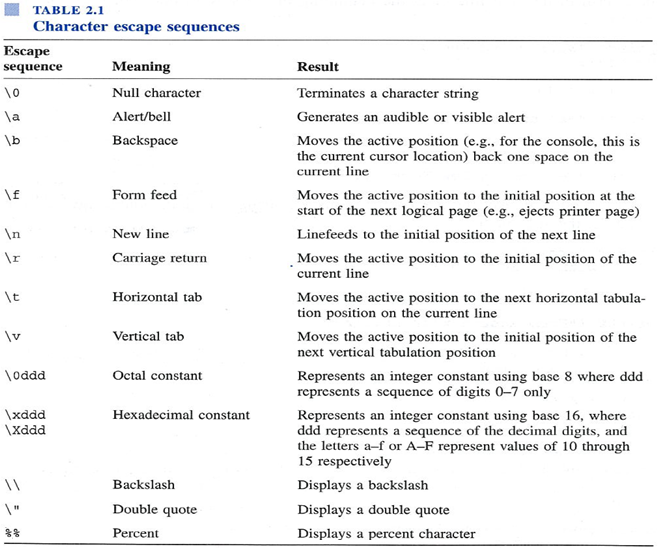 TABLE 2.1
Character escape sequences
Escape
sequence Meaning Result
\0 Null character Terminates a character string
\a Alert/bell Generates an audible or visible alert
\b Backspace Moves the active position (e.g., for the console, this is
the current cursor location) back one space on the
current line
\f Form feed Moves the active position to the initial position at the
start of the next logical page (e.g., ejects printer page)
\n New line Linefeeds to the initial position of the next line
\r Carriage return Moves the active position to the initial position of the
current line
\t Horizontal tab Moves the active position to the next horizontal tabula-
tion position on the current line
\v Vertical tab Moves the active position to the initial position of the
next vertical tabulation position
\0ddd Octal constant Represents an integer constant using base 8 where ddd
represents a sequence of digits 0–7 only
\xddd Hexadecimal constant Represents an integer constant using base 16, where
\Xddd ddd represents a sequence of the decimal digits, and
the letters a–f or A–F represent values of 10 through
15 respectively
\\ Backslash Displays a backslash
\" Double quote Displays a double quote
%% Percent Displays a percent character